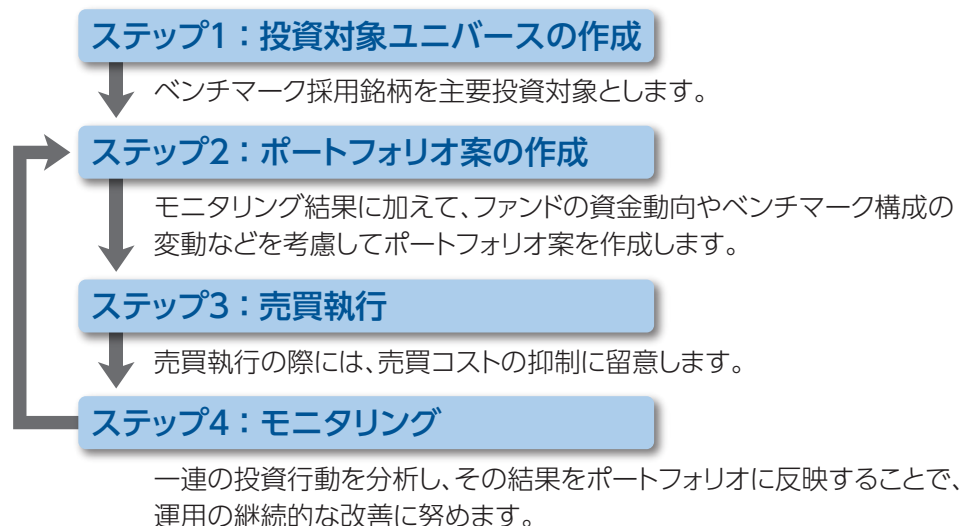 ステップ1：投資対象ユニバースの作成
ベンチマーク採用銘柄を主要投資対象とします。
ステップ2：ポートフォリオ案の作成
モニタリング結果に加えて、ファンドの資金動向やベンチマーク構成の
変動などを考慮してポートフォリオ案を作成します。
ステップ3：売買執行
売買執行の際には、売買コストの抑制に留意します。
ステップ4：モニタリング
一連の投資行動を分析し、その結果をポートフォリオに反映することで、
運用の継続的な改善に努めます。